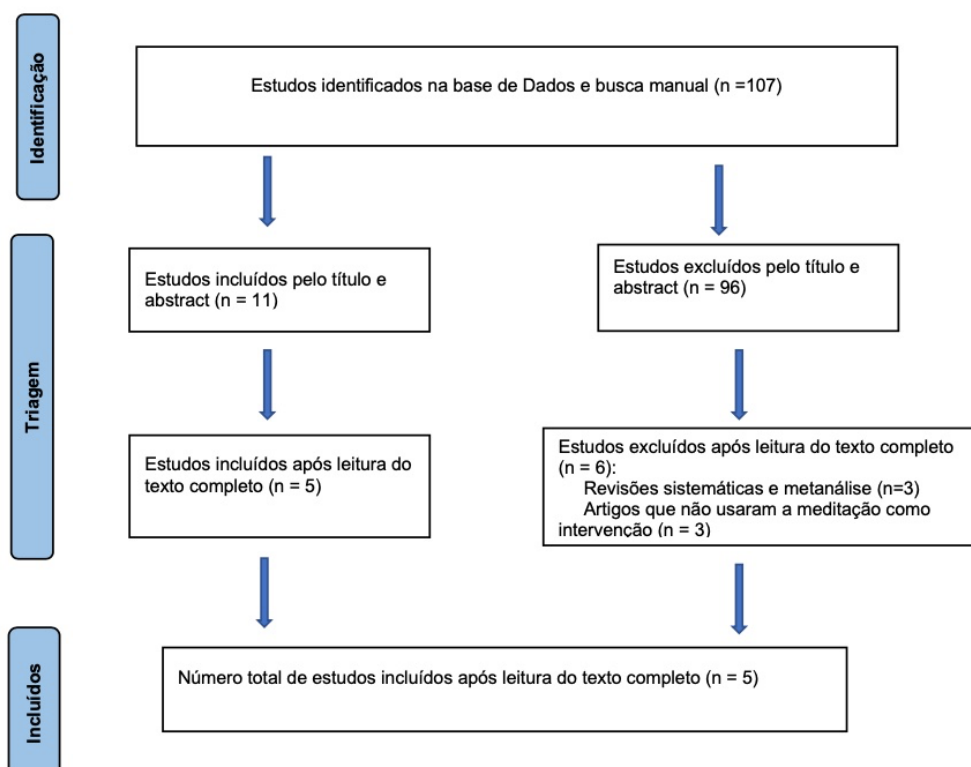 Identificação
Estudos identificados na base de Dados e busca manual (n =107)
Triagem
Estudos incluídos pelo título e
abstract (n = 11)
Estudos excluídos pelo título e
abstract (n = 96)
Estudos incluídos após leitura do
texto completo (n = 5)
Estudos excluídos após leitura do texto completo
(n = 6):
Revisões sistemáticas e metanálise (n=3)
Artigos que não usaram a meditação como
intervenção (n = 3)
Incluídos
Número total de estudos incluídos após leitura do texto completo (n = 5)